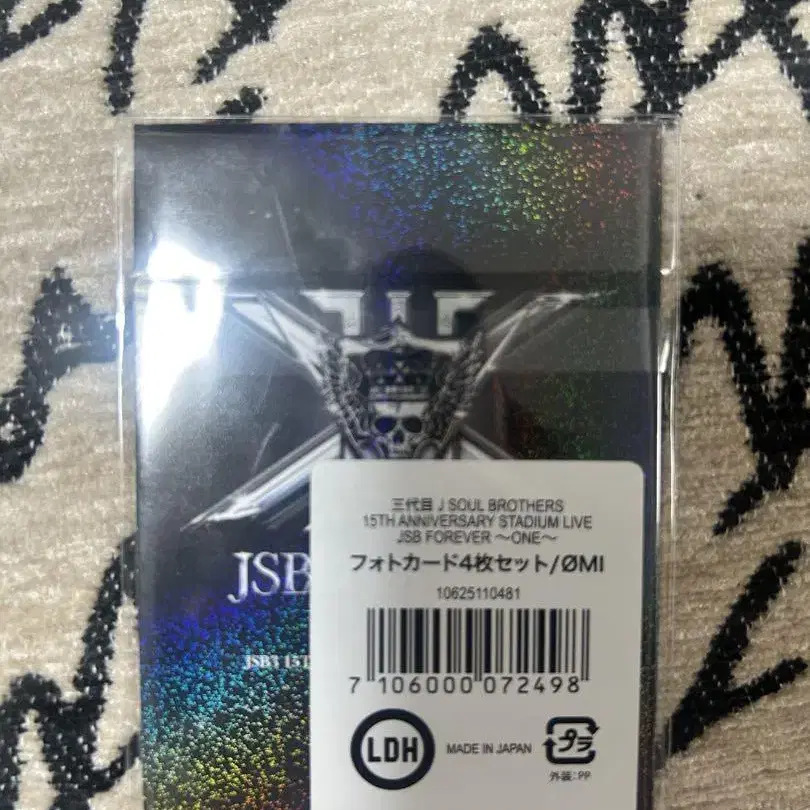 JSB
JSB3 15T
三代目 J SOUL BROTHERS
15TH ANNIVERSARY STADIUM LIVE
JSB FOREVER ～ONE～
フォトカード4枚セット/ØMI
10625110481
7 106000 072498
LDH
MADE IN JAPAN
プラ
外装:PP